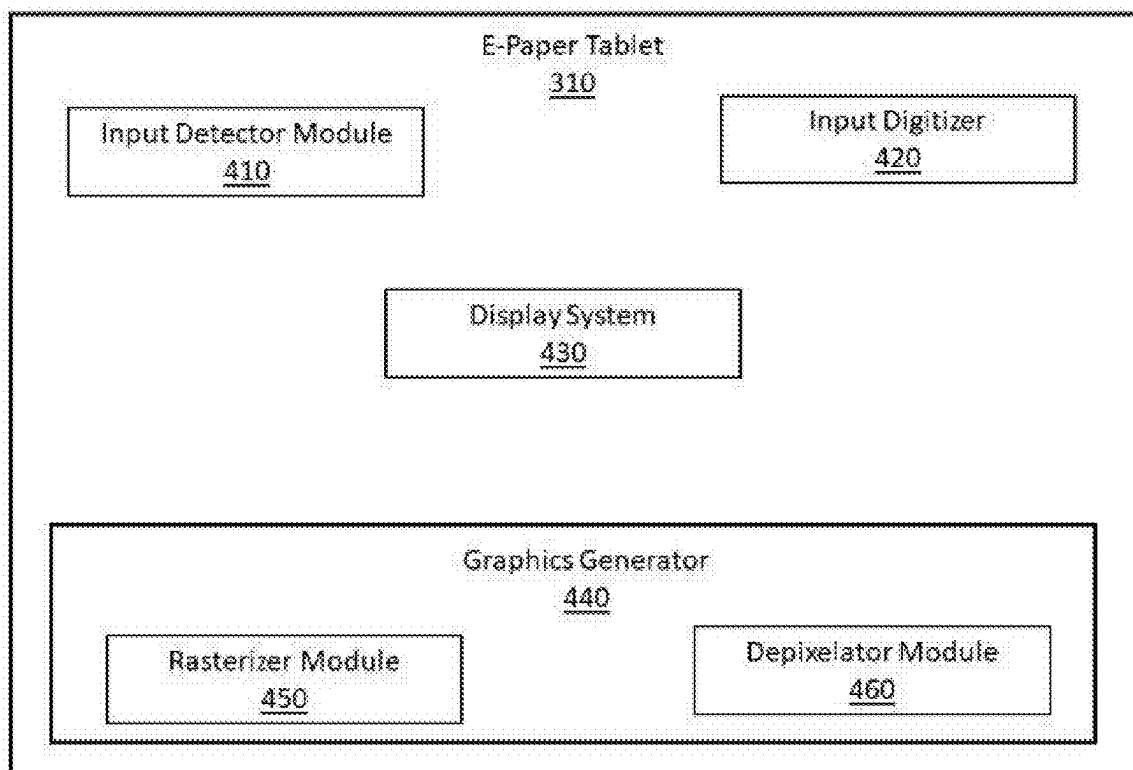 E-Paper Tablet
310
Input Detector Module
410
Input Digitizer
420
Display System
430
Graphics Generator
440
Rasterizer Module
450
Depixelator Module
460